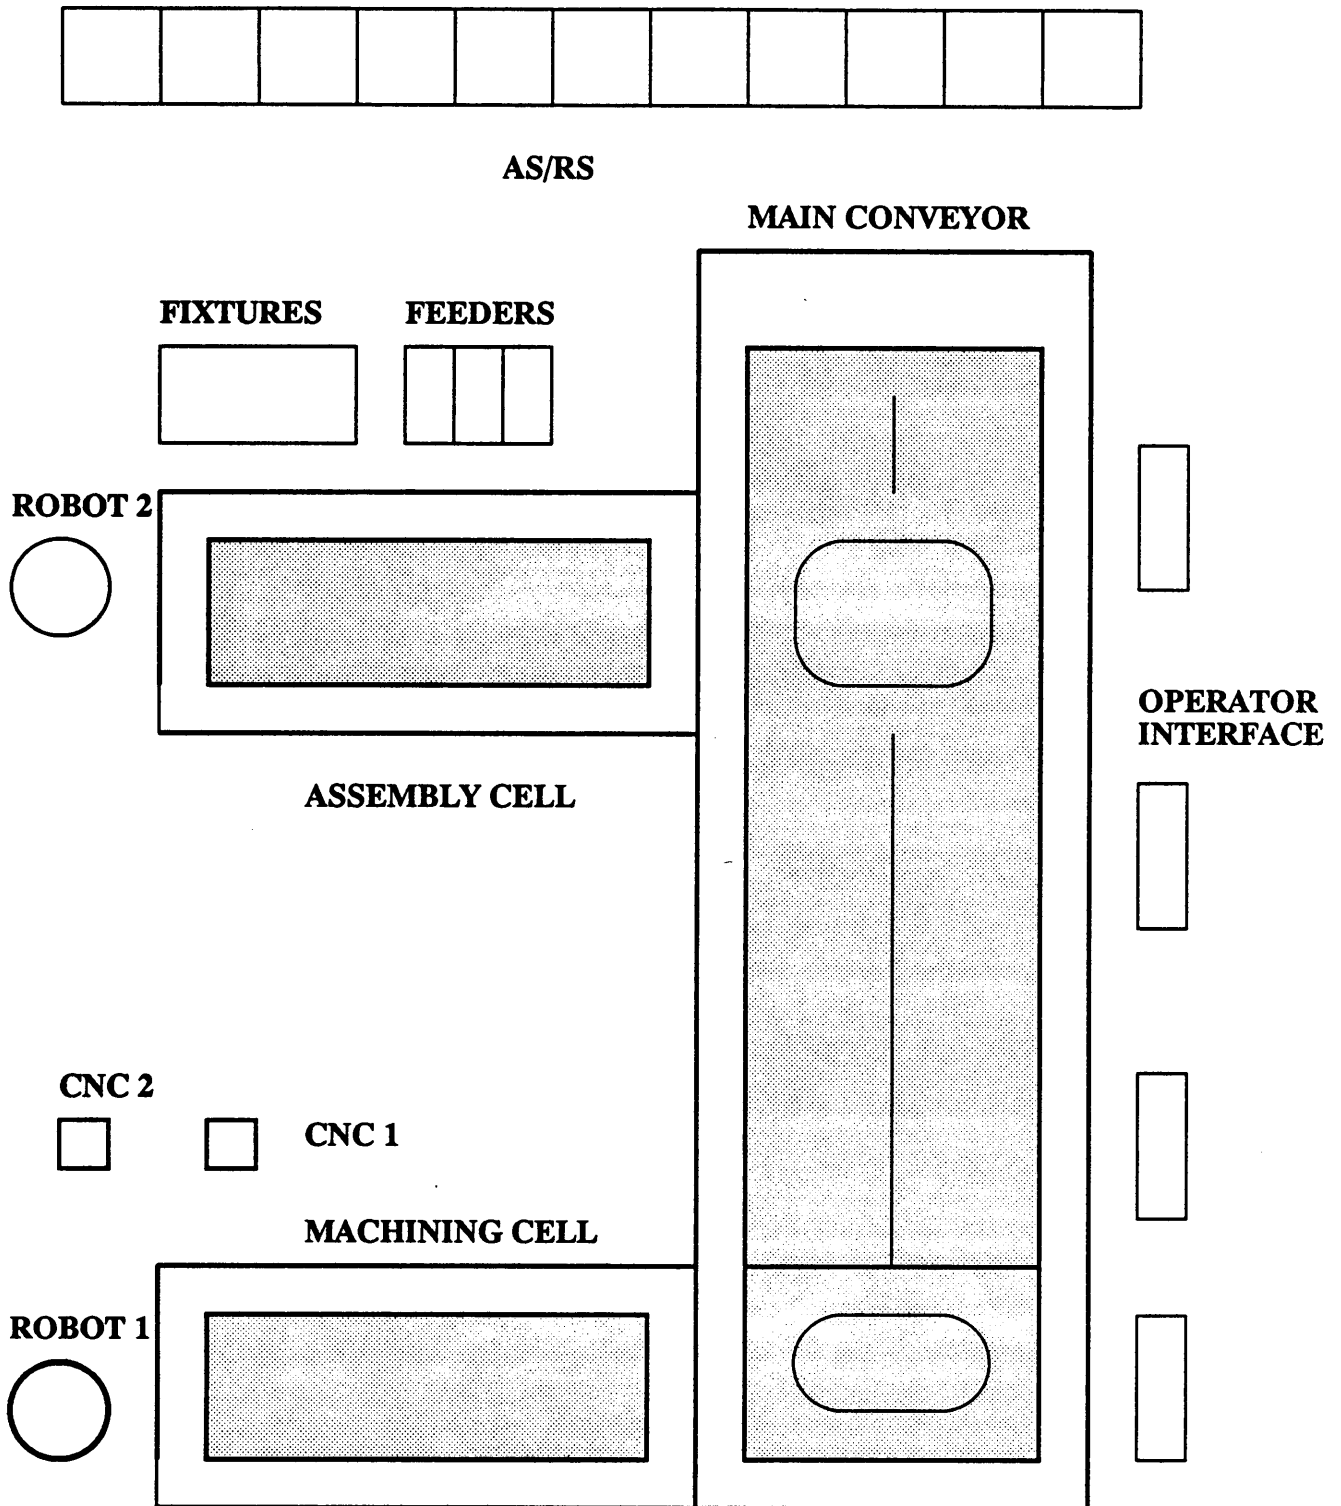 AS/RS
MAIN CONVEYOR
FIXTURES
FEEDERS
ROBOT 2
OPERATOR
INTERFACE
ASSEMBLY CELL
CNC 2
CNC 1
MACHINING CELL
ROBOT 1